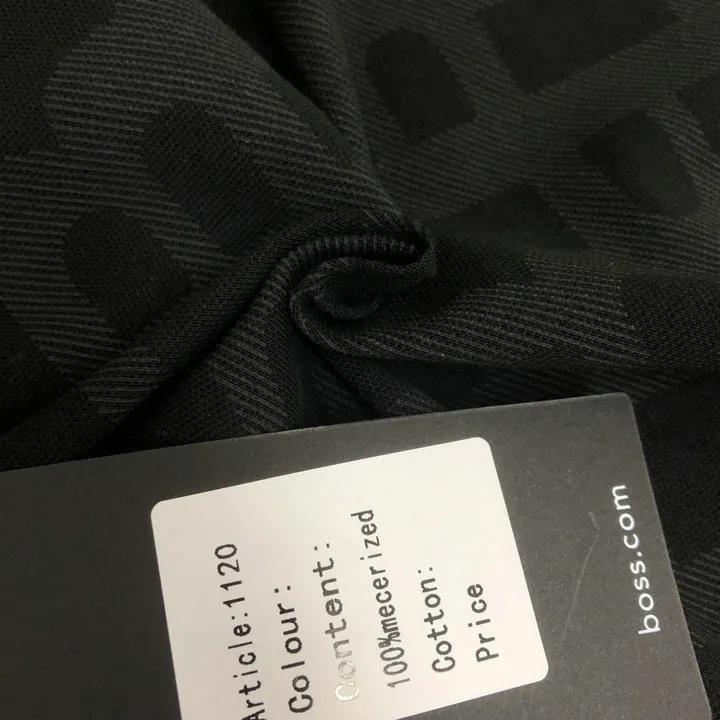 Article:1120
Colour:
Content:
100%mecerized
Cotton:
Price
boss.com